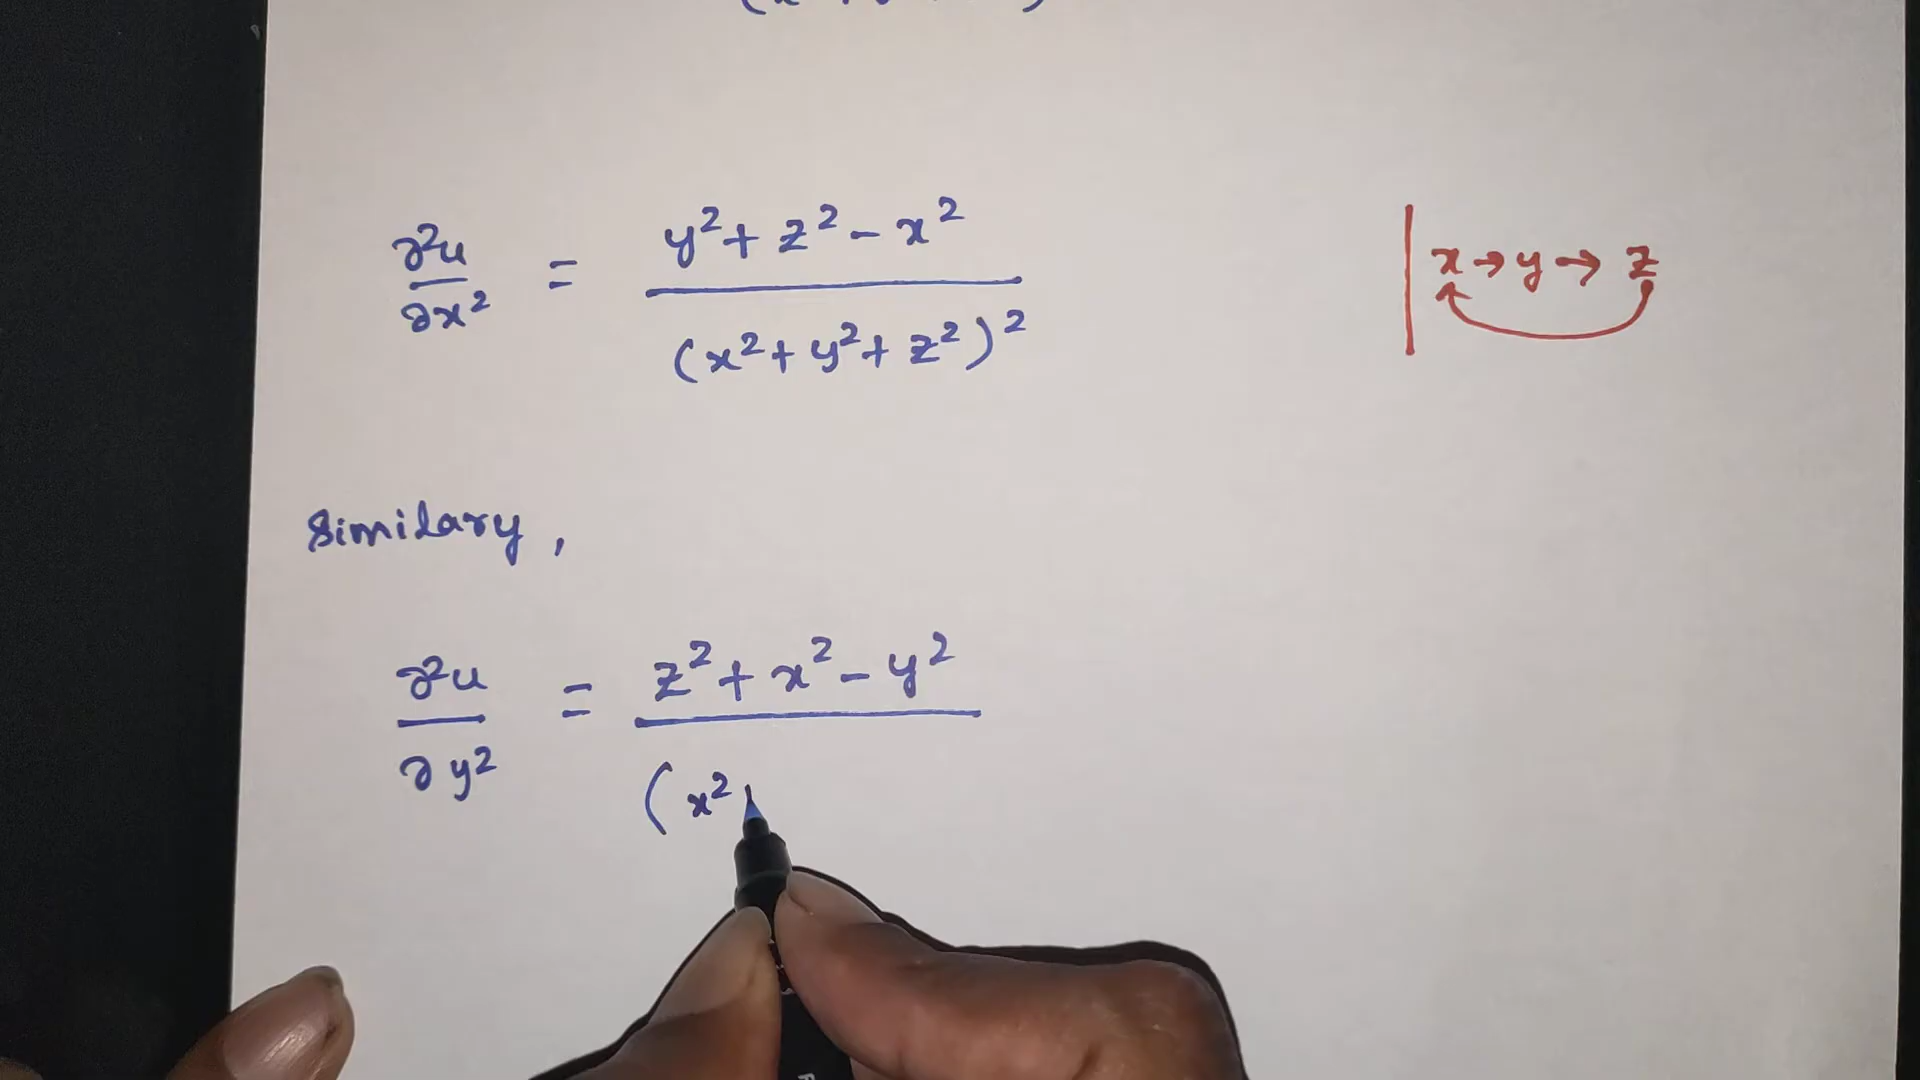 ∂²u/∂x² = (y² + z² - x²)/(x² + y² + z²)²
x → y → z
Similary,
∂²u/∂y² = (z² + x² - y²)/(x²